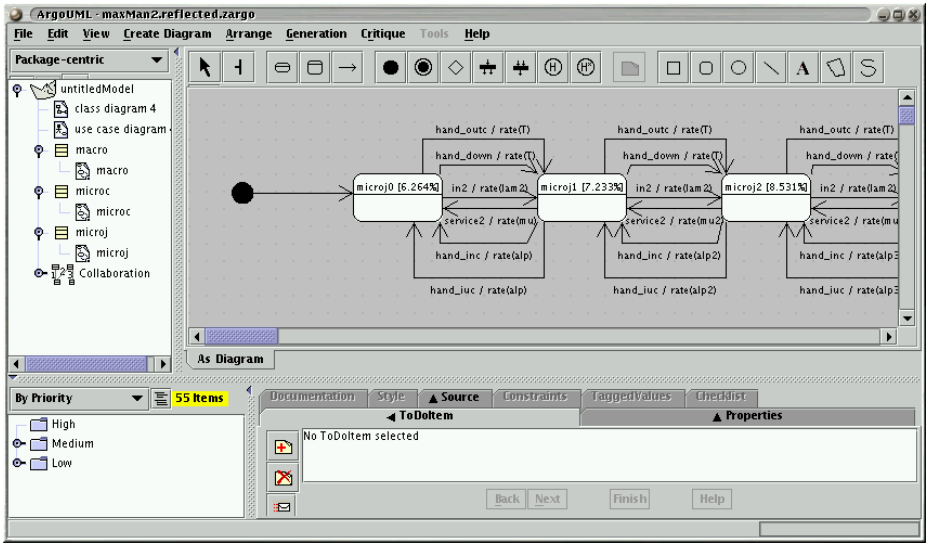 ArgoUML - maxMan2.reflected.zargo
File Edit View Create Diagram Arrange Generation Critique Tools Help
Package-centric
H H* A
untitledModel
class diagram 4
use case diagram
macro
macro
microc
microc
microj
microj
1 2 3 Collaboration
hand_outc / rate(T) hand_outc / rate(T) hand_outc / rate(T)
hand_down / rate(T) hand_down / rate(T) hand_down / rate(
microj0 [6.264%] in2 / rate(lam2) microj1 [7.233%] in2 / rate(lam2) microj2 [8.531%] in2 / rate(lam
service2 / rate(mu) service2 / rate(mu2) service2 / rate(mu
hand_inc / rate(alp) hand_inc / rate(alp2) hand_inc / rate(alp3
hand_iuc / rate(alp) hand_iuc / rate(alp2) hand_iuc / rate(alp3
As Diagram
By Priority 55 Items
High
Medium
Low
Documentation Style Source Constraints TaggedValues Checklist
ToDoItem Properties
No ToDoItem selected
Back Next Finish Help